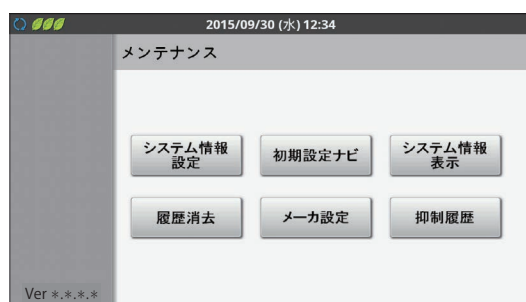 2015/09/30 (水) 12:34
メンテナンス
システム情報
設定
初期設定ナビ
システム情報
表示
履歴消去
メーカ設定
抑制履歴
Ver *.*.*.*